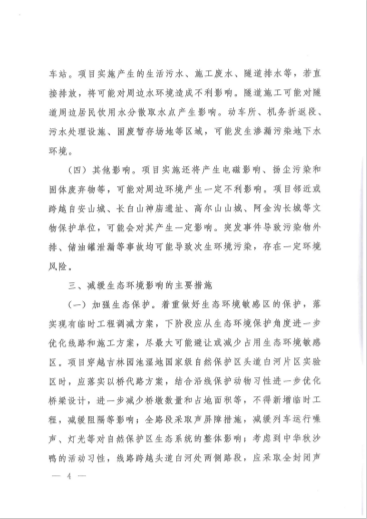 车站。项目实施产生的生活污水、施工废水、隧道排水等，若直
接排放，将可能对周边水环境造成不利影响。隧道施工可能对隧
道周边居民饮用水分散取水点产生影响。动车所、机务折返段、
污水处理设施、固废暂存场地等区域，可能发生渗漏污染地下水
环境。
（四）其他影响。项目实施还将产生电磁影响、扬尘污染和
固体废弃物等，可能对周边环境产生一定不利影响。项目邻近或
跨越自安山城、长白山神庙遗址、高尔山山城、阿金沟长城等文
物保护单位，可能会对其产生一定影响。突发事件导致污染物外
排、储油罐泄漏等事故均可能导致次生环境污染，存在一定环境
风险。
三、减缓生态环境影响的主要措施
（一）加强生态保护。着重做好生态环境敏感区的保护，落
实现有临时工程调减方案，下阶段应从生态环境保护角度进一步
优化线路和施工方案，尽最大可能避让或减少占用生态环境敏感
区。项目穿越吉林园池湿地国家级自然保护区头道白河片区实验
区时，应落实以桥代路方案，结合沿线保护动物习性进一步优化
桥梁设计，进一步减少桥墩数量和占地面积等，不得新增临时工
程，减缓阻隔等影响；全路段采取声屏障措施，减缓列车运行噪
声、灯光等对自然保护区生态系统的整体影响；考虑到中华秋沙
鸭的活动习性，线路跨越头道白河处两侧路段，应采取全封闭声
— 4 —